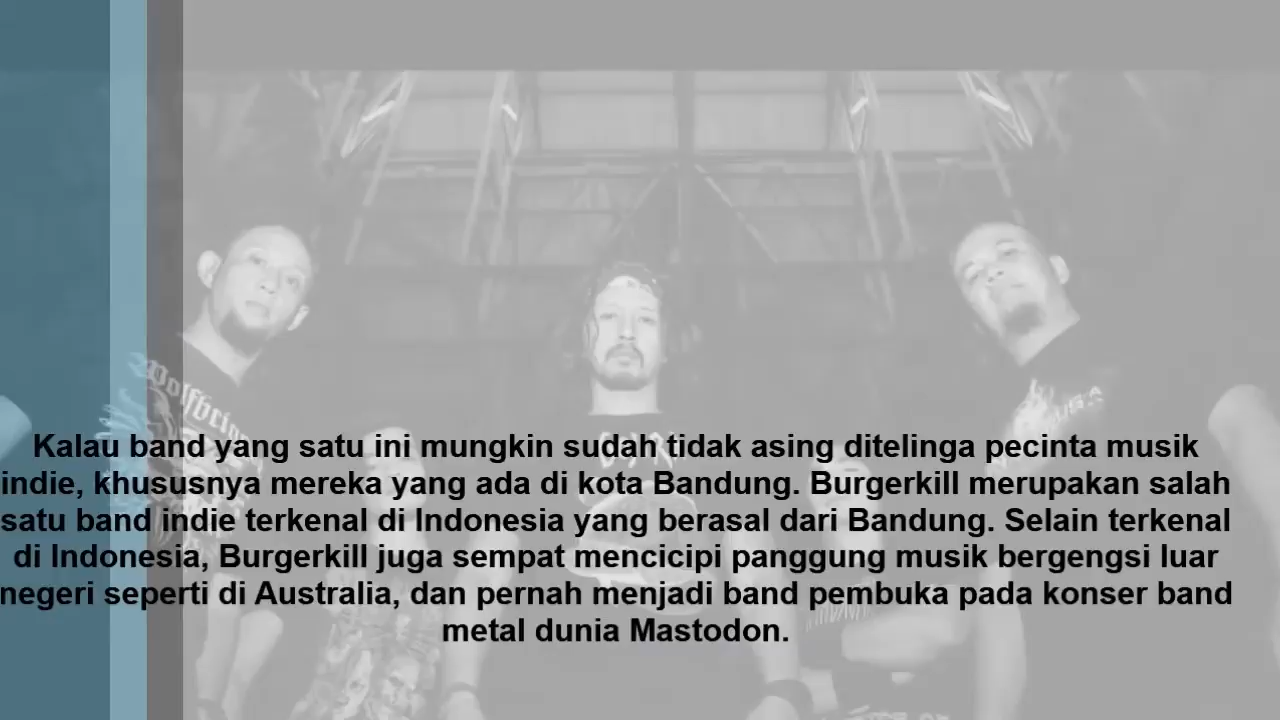 Wolfbrig
Kalau band yang satu ini mungkin sudah tidak asing ditelinga pecinta musik
indie, khususnya mereka yang ada di kota Bandung. Burgerkill merupakan salah
satu band indie terkenal di Indonesia yang berasal dari Bandung. Selain terkenal
di Indonesia, Burgerkill juga sempat mencicipi panggung musik bergengsi luar
negeri seperti di Australia, dan pernah menjadi band pembuka pada konser band
metal dunia Mastodon.